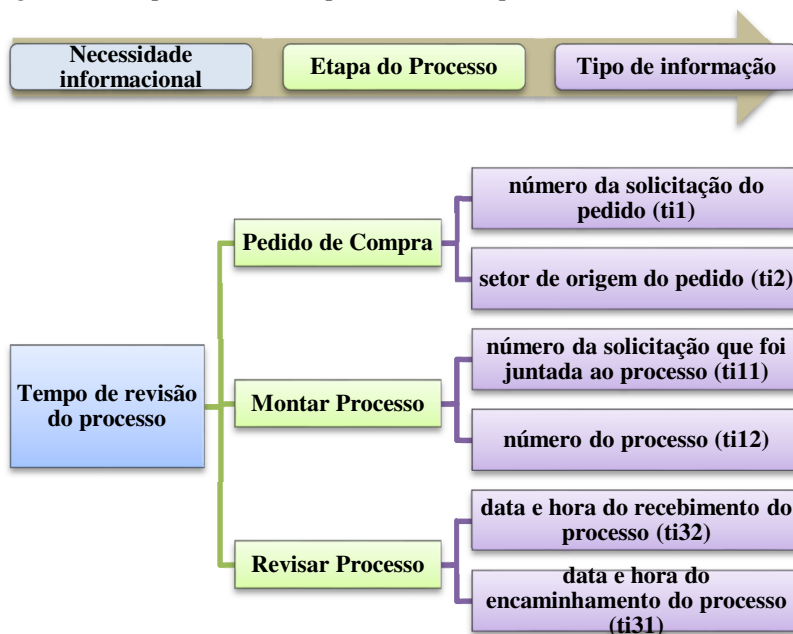 Necessidade
informacional
Etapa do Processo
Tipo de informação
número da solicitação do
pedido (ti1)
Pedido de Compra
setor de origem do pedido (ti2)
número da solicitação que foi
juntada ao processo (ti11)
Tempo de revisão
do processo
Montar Processo
número do processo (ti12)
data e hora do recebimento do
processo (ti32)
Revisar Processo
data e hora do
encaminhamento do processo
(ti31)